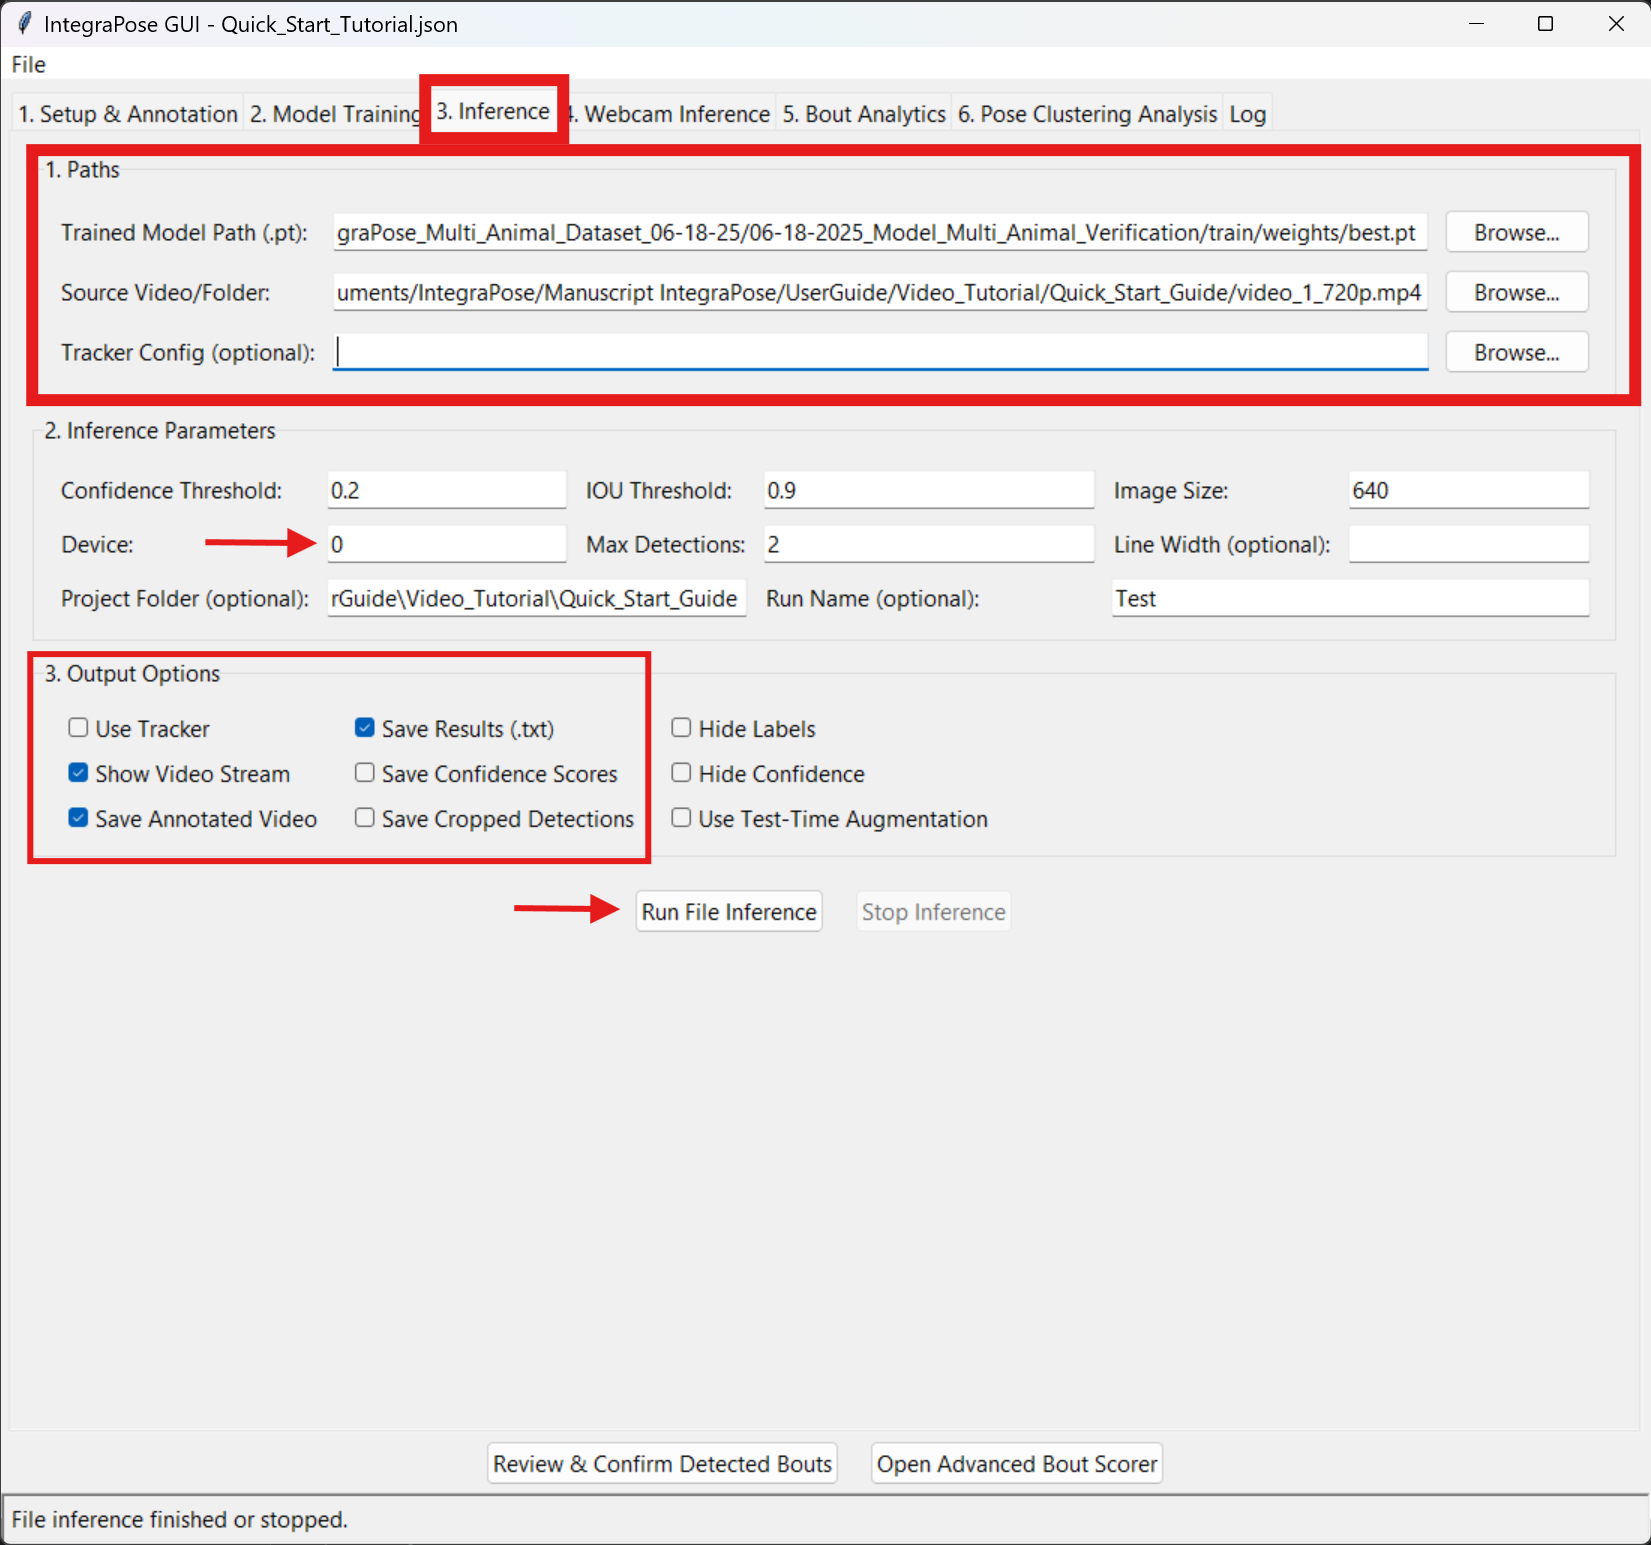 IntegraPose GUI - Quick_Start_Tutorial.json
File
1. Setup & Annotation 2. Model Training 3. Inference 4. Webcam Inference 5. Bout Analytics 6. Pose Clustering Analysis Log
1. Paths
Trained Model Path (.pt): graPose_Multi_Animal_Dataset_06-18-25/06-18-2025_Model_Multi_Animal_Verification/train/weights/best.pt Browse...
Source Video/Folder: uments/IntegraPose/Manuscript IntegraPose/UserGuide/Video_Tutorial/Quick_Start_Guide/video_1_720p.mp4 Browse...
Tracker Config (optional): Browse...
2. Inference Parameters
Confidence Threshold: 0.2 IOU Threshold: 0.9 Image Size: 640
Device: 0 Max Detections: 2 Line Width (optional):
Project Folder (optional): rGuide\Video_Tutorial\Quick_Start_Guide Run Name (optional): Test
3. Output Options
Use Tracker Save Results (.txt) Hide Labels
Show Video Stream Save Confidence Scores Hide Confidence
Save Annotated Video Save Cropped Detections Use Test-Time Augmentation
Run File Inference Stop Inference
Review & Confirm Detected Bouts Open Advanced Bout Scorer
File inference finished or stopped.